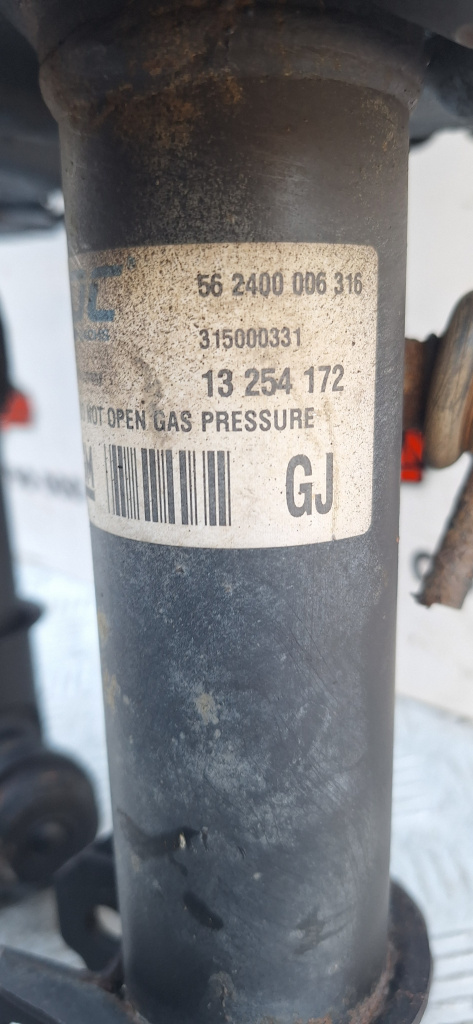 56 2400 006 316
315000331
13 254 172
NOT OPEN GAS PRESSURE
GJ